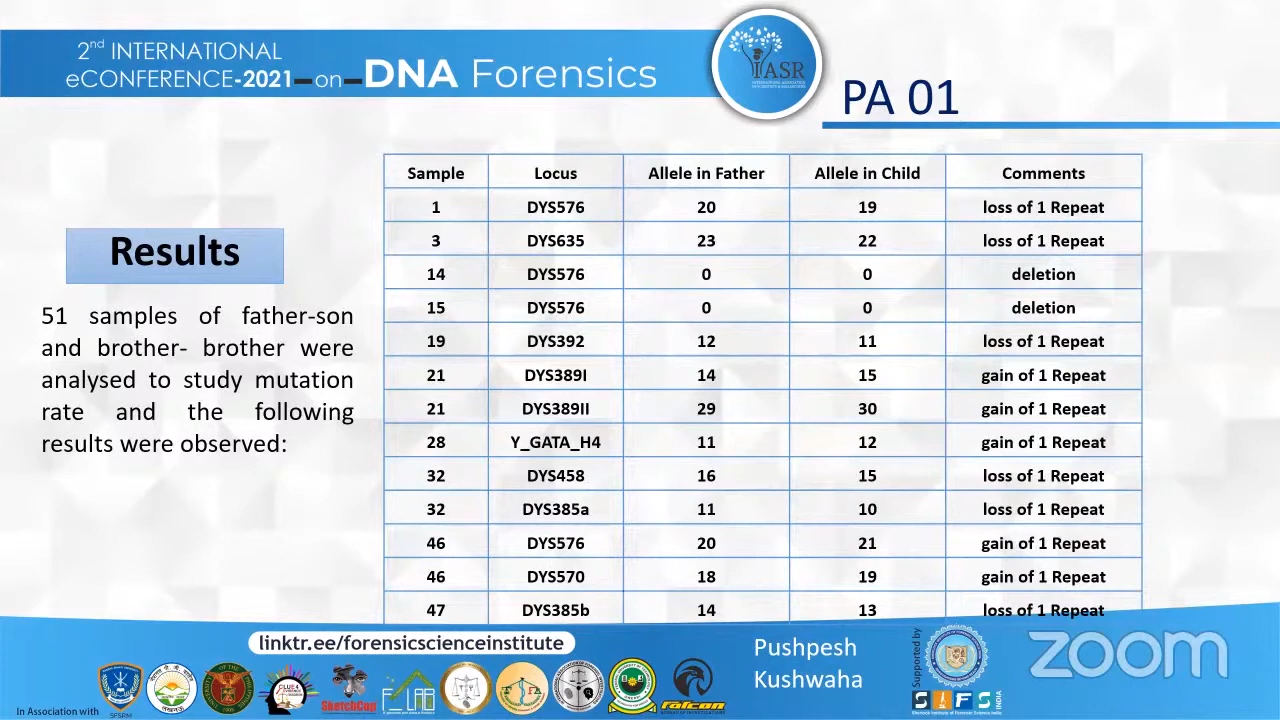 2nd INTERNATIONAL
eCONFERENCE-2021-on-DNA Forensics
IASR
PA 01
Results
51 samples of father-son
and brother- brother were
analysed to study mutation
rate and the following
results were observed:
Sample Locus Allele in Father Allele in Child Comments
1 DYS576 20 19 loss of 1 Repeat
3 DYS635 23 22 loss of 1 Repeat
14 DYS576 0 0 deletion
15 DYS576 0 0 deletion
19 DYS392 12 11 loss of 1 Repeat
21 DYS389I 14 15 gain of 1 Repeat
21 DYS389II 29 30 gain of 1 Repeat
28 Y_GATA_H4 11 12 gain of 1 Repeat
32 DYS458 16 15 loss of 1 Repeat
32 DYS385a 11 10 loss of 1 Repeat
46 DYS576 20 21 gain of 1 Repeat
46 DYS570 18 19 gain of 1 Repeat
47 DYS385b 14 13 loss of 1 Repeat
linktr.ee/forensicscienceinstitute
Pushpesh
Kushwaha
In Association with
SFSRM
SketchCop
F LAB
falcon
Supported by
SIFS INDIA
zoom